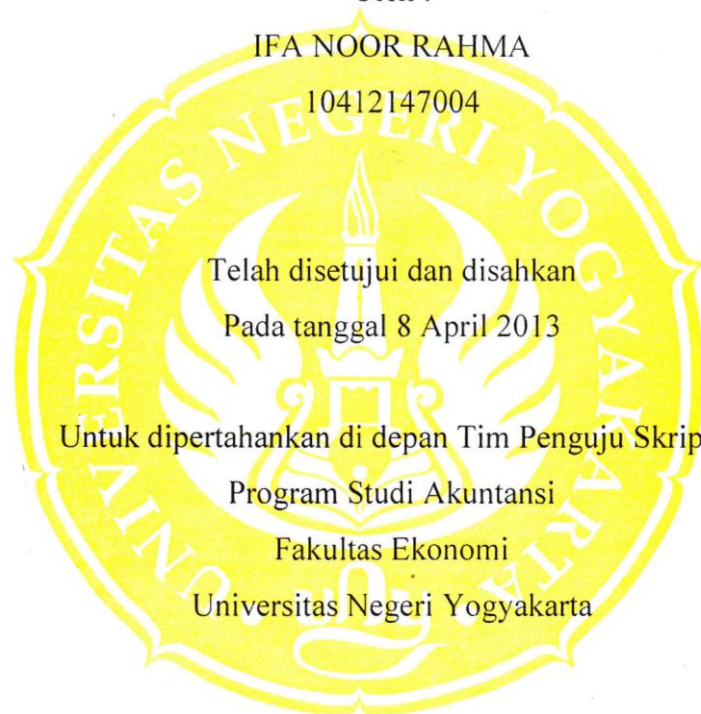 IFA NOOR RAHMA
10412147004
UNIVERSITAS NEGERI YOGYAKARTA
Telah disetujui dan disahkan
Pada tanggal 8 April 2013
Untuk dipertahankan di depan Tim Penguju Skrip
Program Studi Akuntansi
Fakultas Ekonomi
Universitas Negeri Yogyakarta